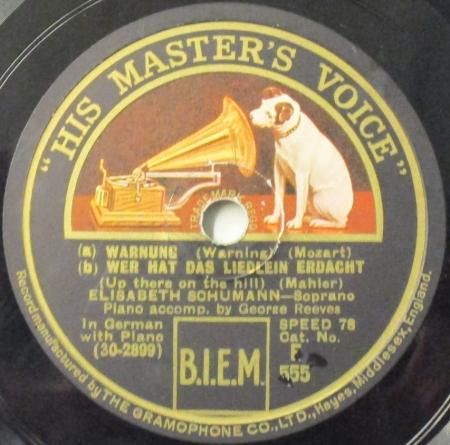 "HIS MASTER'S VOICE"
TRADE MARK REGD
(a) WARNUNG (Warning) (Mozart)
(b) WER HAT DAS LIEDLEIN ERDACHT
(Up there on the hill) (Mahler)
ELISABETH SCHUMANN—Soprano
Piano accomp. by George Reeves
In German
with Piano
(30-2899)
B.I.E.M.
SPEED 78
Cat. No.
E
555
Record manufactured by THE GRAMOPHONE CO., LTD., Hayes, Middlesex, England.